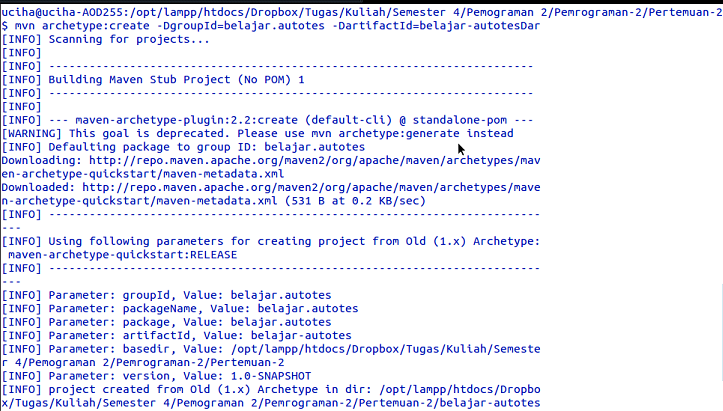 uciha@uciha-AOD255:/opt/lampp/htdocs/Dropbox/Tugas/Kuliah/Semester 4/Pemograman 2/Pemrograman-2/Pertemuan-2
$ mvn archetype:create -DgroupId=belajar.autotes -DartifactId=belajar-autotesDar
[INFO] Scanning for projects...
[INFO]
[INFO] ------------------------------------------------------------------------
[INFO] Building Maven Stub Project (No POM) 1
[INFO] ------------------------------------------------------------------------
[INFO]
[INFO] --- maven-archetype-plugin:2.2:create (default-cli) @ standalone-pom ---
[WARNING] This goal is deprecated. Please use mvn archetype:generate instead
[INFO] Defaulting package to group ID: belajar.autotes
Downloading: http://repo.maven.apache.org/maven2/org/apache/maven/archetypes/mav
en-archetype-quickstart/maven-metadata.xml
Downloaded: http://repo.maven.apache.org/maven2/org/apache/maven/archetypes/mave
n-archetype-quickstart/maven-metadata.xml (531 B at 0.2 KB/sec)
[INFO] -------------------------------------------------------------------------
---
[INFO] Using following parameters for creating project from Old (1.x) Archetype:
 maven-archetype-quickstart:RELEASE
[INFO] -------------------------------------------------------------------------
---
[INFO] Parameter: groupId, Value: belajar.autotes
[INFO] Parameter: packageName, Value: belajar.autotes
[INFO] Parameter: package, Value: belajar.autotes
[INFO] Parameter: artifactId, Value: belajar-autotes
[INFO] Parameter: basedir, Value: /opt/lampp/htdocs/Dropbox/Tugas/Kuliah/Semeste
r 4/Pemograman 2/Pemrograman-2/Pertemuan-2
[INFO] Parameter: version, Value: 1.0-SNAPSHOT
[INFO] project created from Old (1.x) Archetype in dir: /opt/lampp/htdocs/Dropbo
x/Tugas/Kuliah/Semester 4/Pemograman 2/Pemrograman-2/Pertemuan-2/belajar-autotes